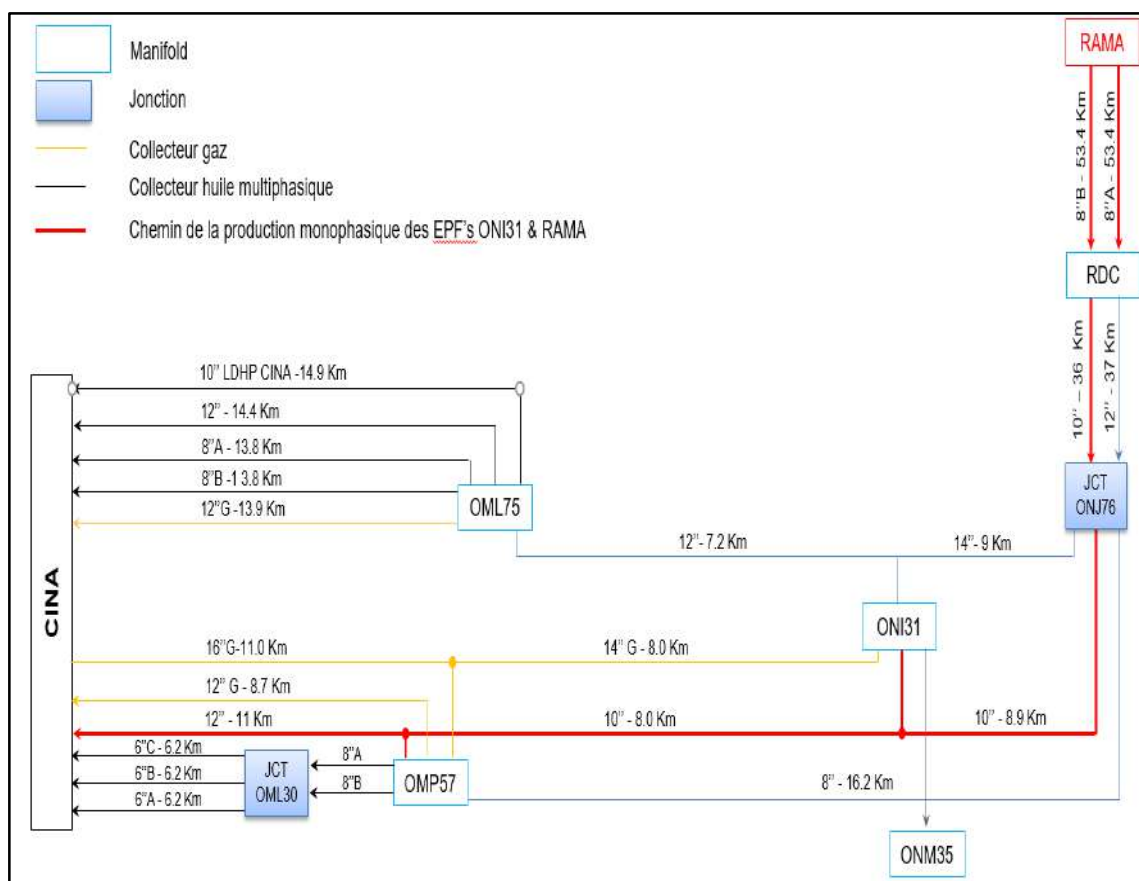 Manifold
Jonction
Collecteur gaz
Collecteur huile multiphasique
Chemin de la production monophasique des EPF's ONI31 & RAMA
RAMA
8"B - 53.4 Km
8"A - 53.4 Km
RDC
10" – 36 Km
12" - 37 Km
JCT
ONJ76
CINA
10" LDHP CINA -14.9 Km
12" - 14.4 Km
8"A - 13.8 Km
8"B -1 3.8 Km
12"G -13.9 Km
OML75
12"- 7.2 Km
14"- 9 Km
ONI31
16"G-11.0 Km
14" G - 8.0 Km
12" G - 8.7 Km
12" - 11 Km
10" - 8.0 Km
10" - 8.9 Km
6"C - 6.2 Km
6"B - 6.2 Km
6"A - 6.2 Km
JCT
OML30
8"A
8"B
OMP57
8" - 16.2 Km
ONM35